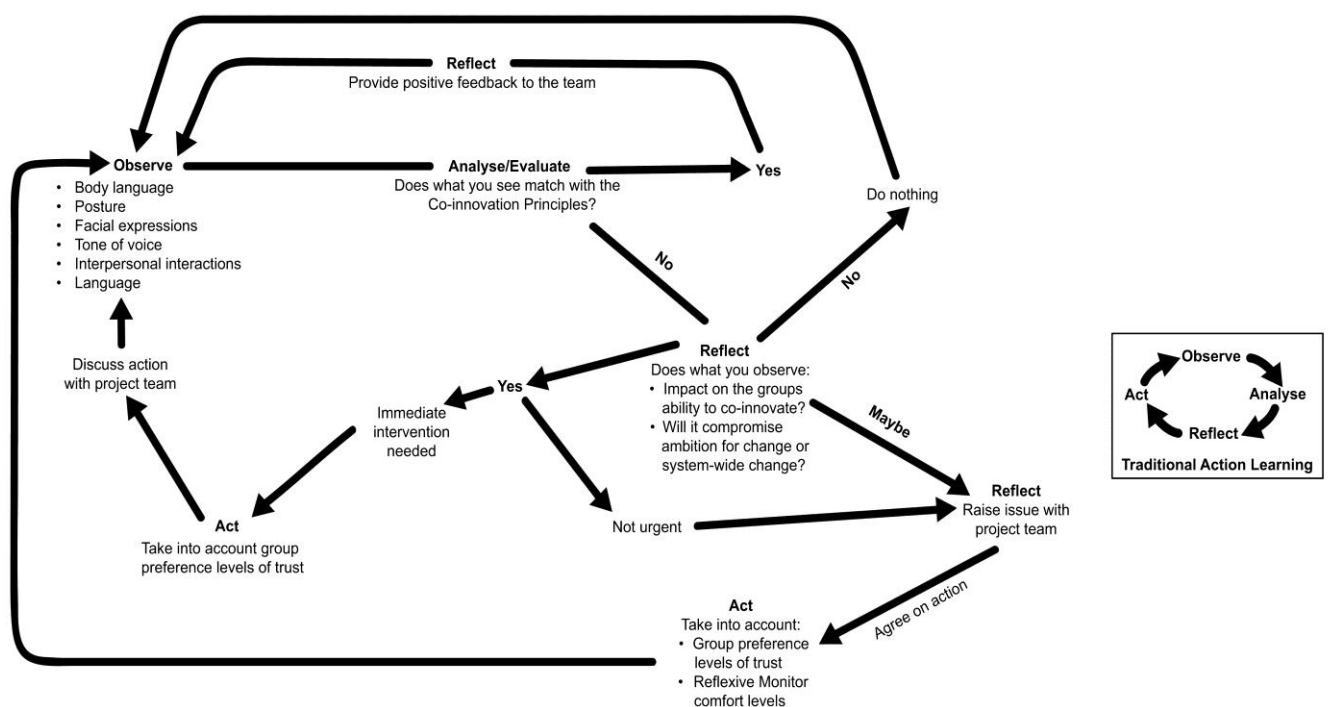 Reflect
Provide positive feedback to the team
Observe
• Body language
• Posture
• Facial expressions
• Tone of voice
• Interpersonal interactions
• Language
Analyse/Evaluate
Does what you see match with the
Co-innovation Principles?
Yes
Do nothing
No
No
Reflect
Does what you observe:
• Impact on the groups
ability to co-innovate?
• Will it compromise
ambition for change or
system-wide change?
Maybe
Yes
Immediate
intervention
needed
Discuss action
with project team
Act
Take into account group
preference levels of trust
Not urgent
Reflect
Raise issue with
project team
Agree on action
Act
Take into account:
• Group preference
levels of trust
• Reflexive Monitor
comfort levels
Observe
Analyse
Reflect
Act
Traditional Action Learning